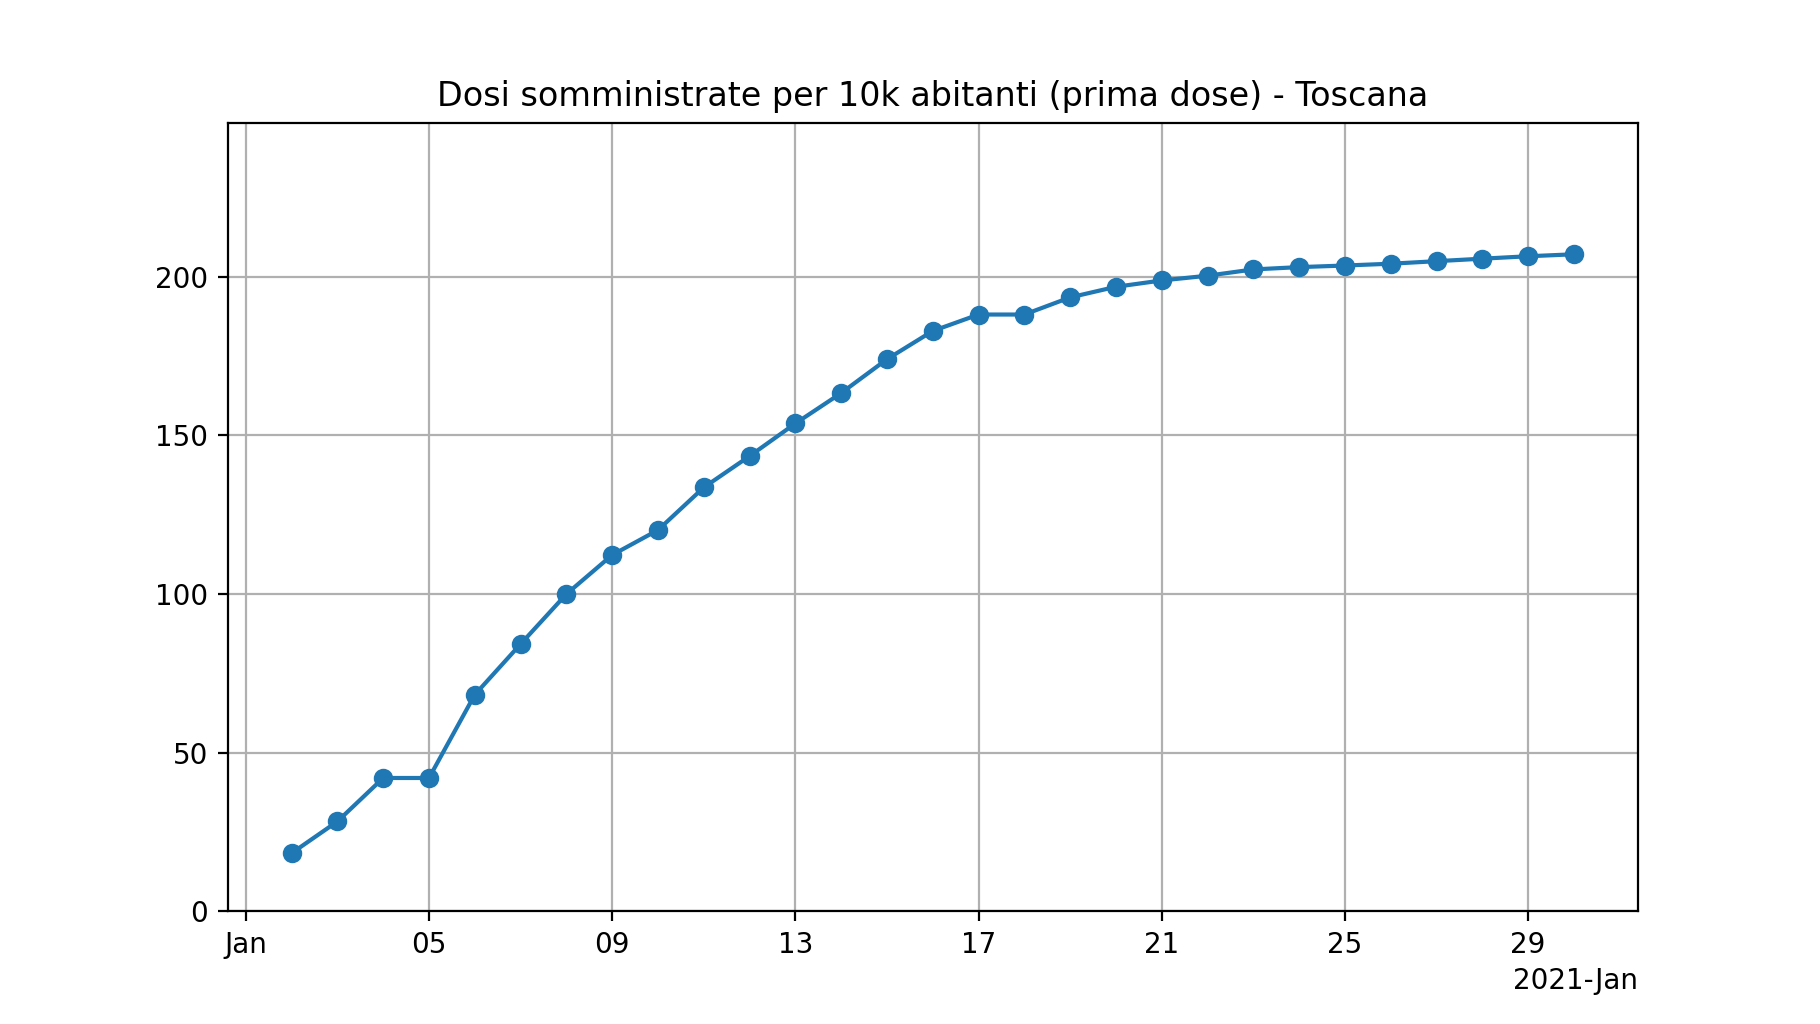 Dosi somministrate per 10k abitanti (prima dose) - Toscana
200
150
100
50
0
Jan 05 09 13 17 21 25 29
2021-Jan